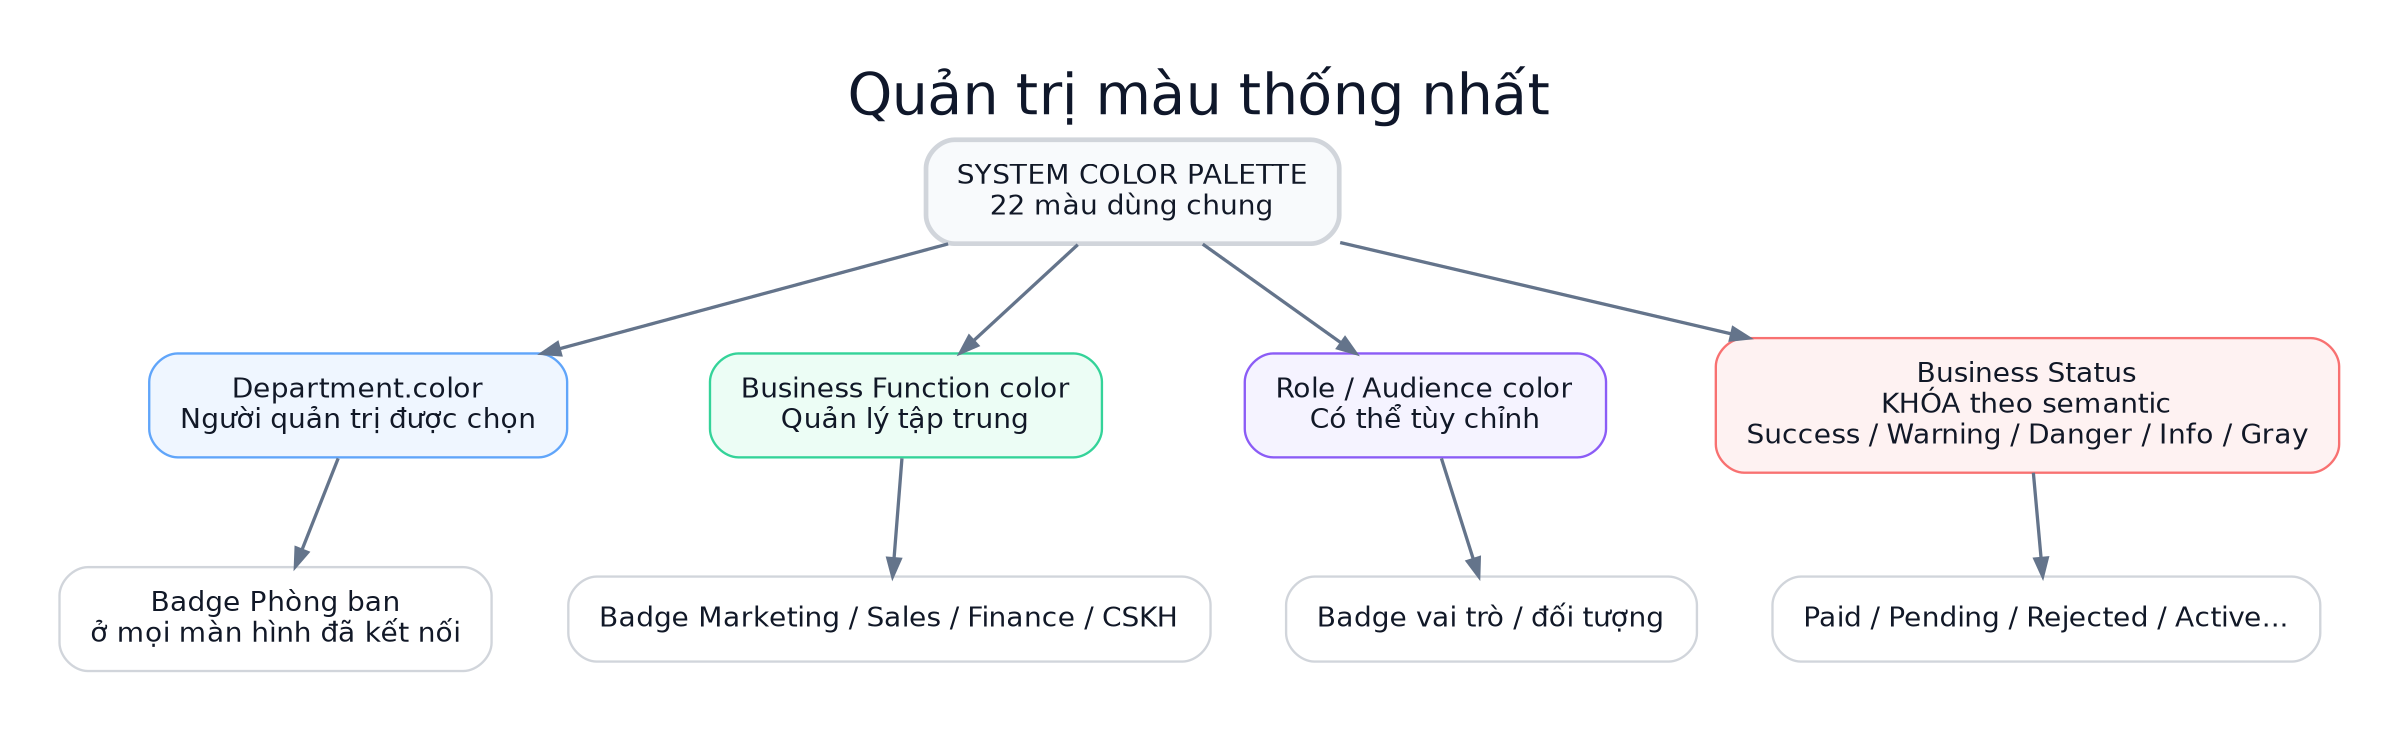 Quản trị màu thống nhất
SYSTEM COLOR PALETTE
22 màu dùng chung
Department.color
Người quản trị được chọn
Business Function color
Quản lý tập trung
Role / Audience color
Có thể tùy chỉnh
Business Status
KHÓA theo semantic
Success / Warning / Danger / Info / Gray
Badge Phòng ban
ở mọi màn hình đã kết nối
Badge Marketing / Sales / Finance / CSKH
Badge vai trò / đối tượng
Paid / Pending / Rejected / Active...